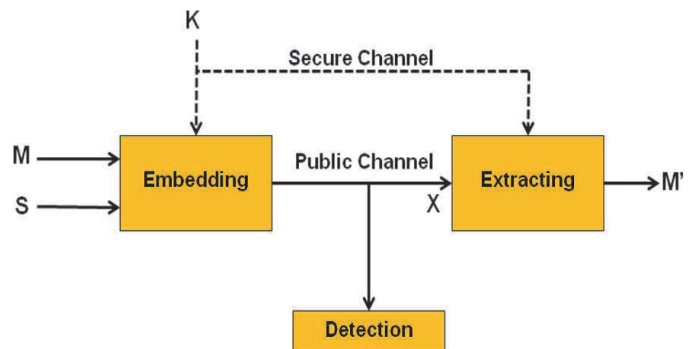 K
Secure Channel
M
Embedding
Public Channel
Extracting
M'
S
X
Detection